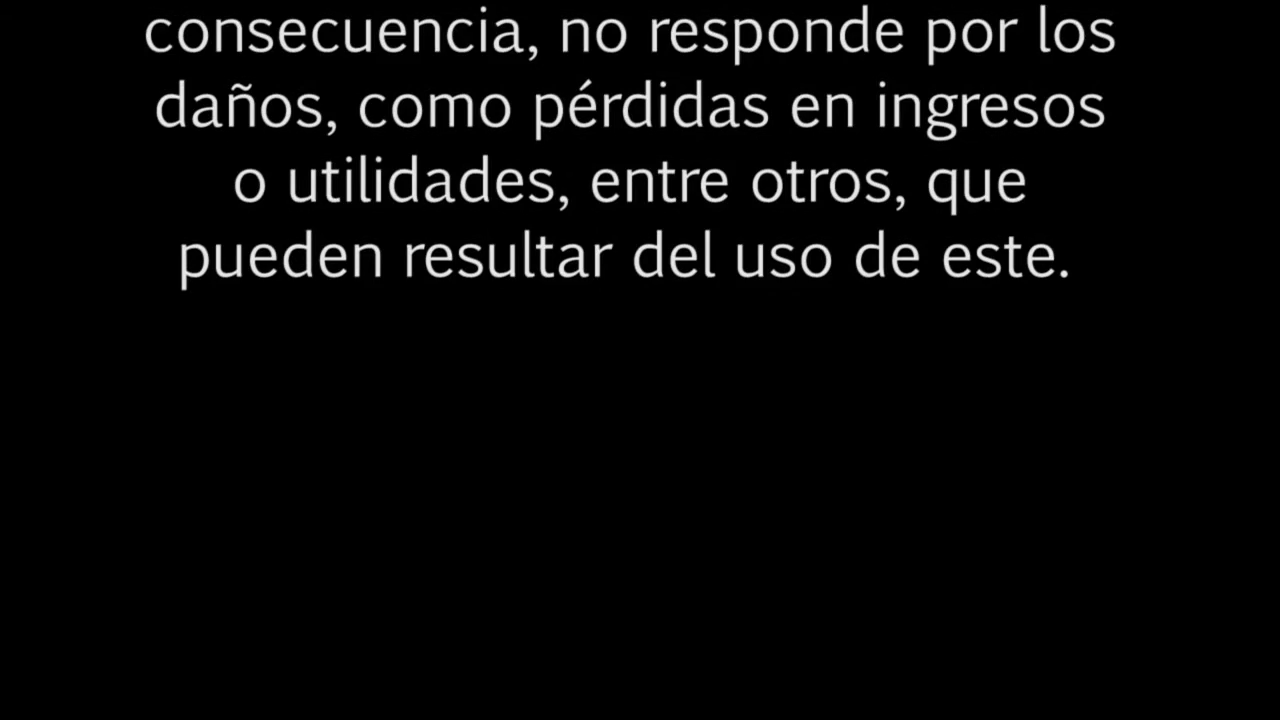 consecuencia, no responde por los
daños, como pérdidas en ingresos
o utilidades, entre otros, que
pueden resultar del uso de este.